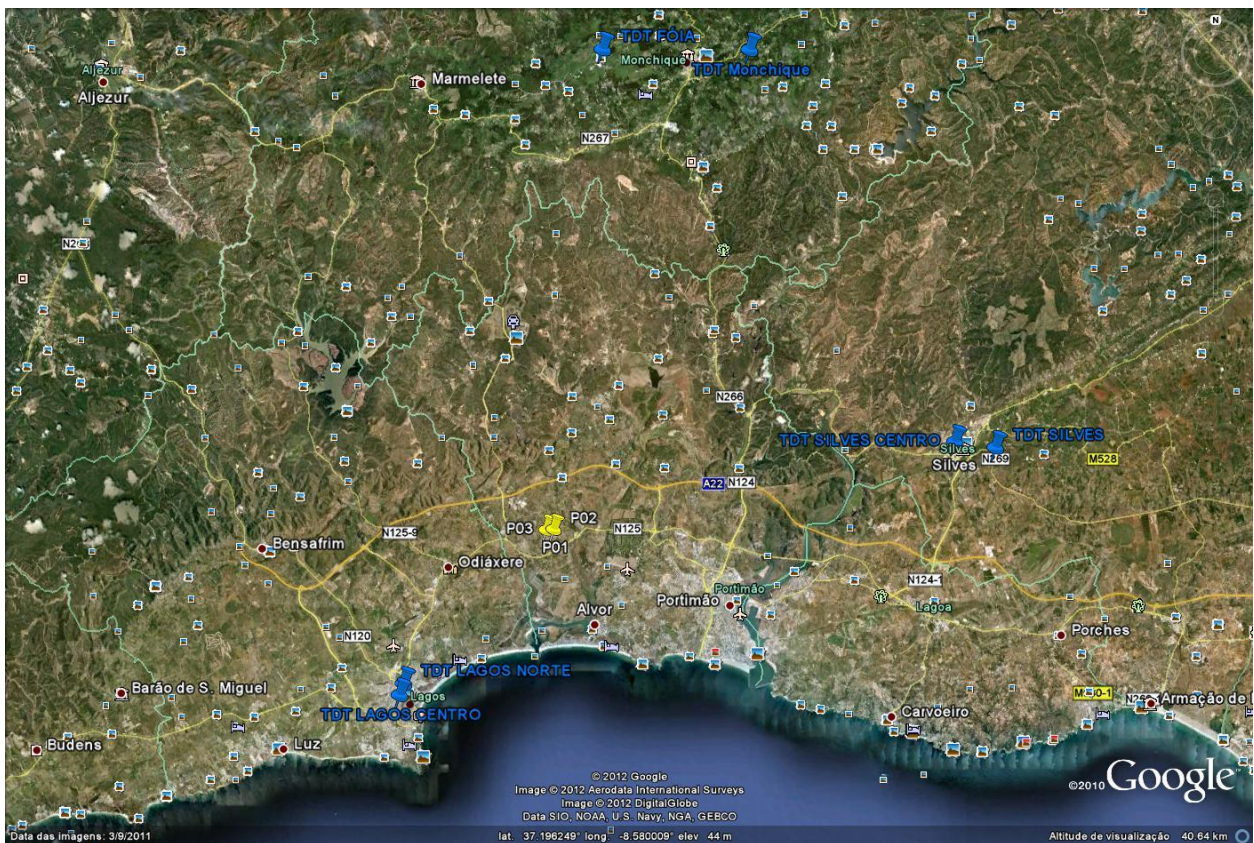 N
TDT FÓIA
Monchique
TDT Monchique
Aljezur
Aljezur
Marmelete
N267
N266
TDT SILVES CENTRO
TDT SILVES
Silves
Silves
N269
M528
A22
N124
P03
P02
P01
N125
N125-9
Bensafrim
Odiáxere
Portimão
Portimão
N124-1
Lagoa
Alvor
Porches
N120
TDT LAGOS NORTE
Lagos
TDT LAGOS CENTRO
Barão de S. Miguel
Budens
Luz
Carvoeiro
Armação de
© 2012 Google
Image © 2012 Aerodata International Surveys
Image © 2012 DigitalGlobe
Data SIO, NOAA, U.S. Navy, NGA, GEBCO
©2010 Google
Data das imagens: 3/9/2011
lat. 37.196249° long. -8.580009° elev 44 m
Altitude de visualização 40.64 km